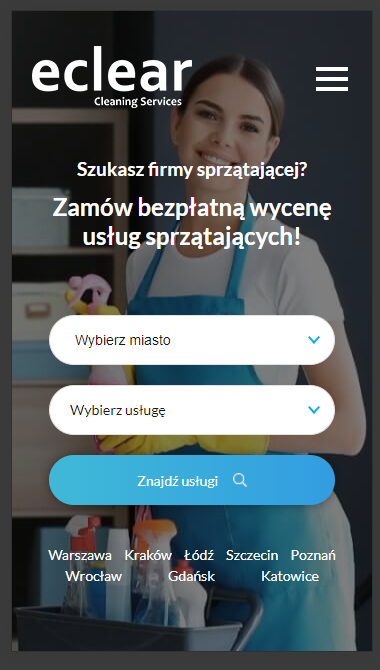 eclear
Cleaning Services
Szukasz firmy sprzątającej?
Zamów bezpłatną wycenę
usług sprzątających!
Wybierz miasto
Wybierz usługę
Znajdź usługi
Warszawa Kraków Łódź Szczecin Poznań
Wrocław Gdańsk Katowice